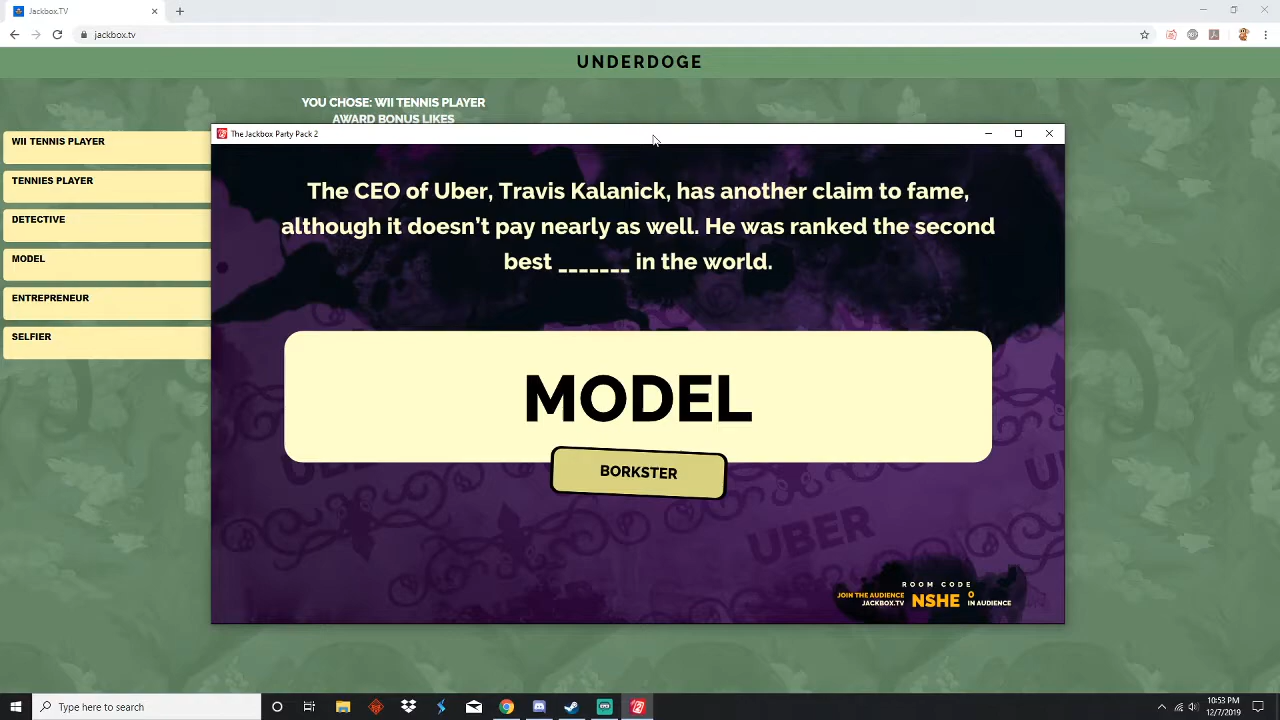 Jackbox.TV
jackbox.tv
UNDERDOGE
YOU CHOSE: WII TENNIS PLAYER
AWARD BONUS LIKES
WII TENNIS PLAYER
TENNIES PLAYER
DETECTIVE
MODEL
ENTREPRENEUR
SELFIER
The Jackbox Party Pack 2
The CEO of Uber, Travis Kalanick, has another claim to fame,
although it doesn’t pay nearly as well. He was ranked the second
best _______ in the world.
MODEL
BORKSTER
UBER
ROOM CODE
JOIN THE AUDIENCE
JACKBOX.TV
NSHE
0
IN AUDIENCE
Type here to search
10:53 PM
12/7/2019